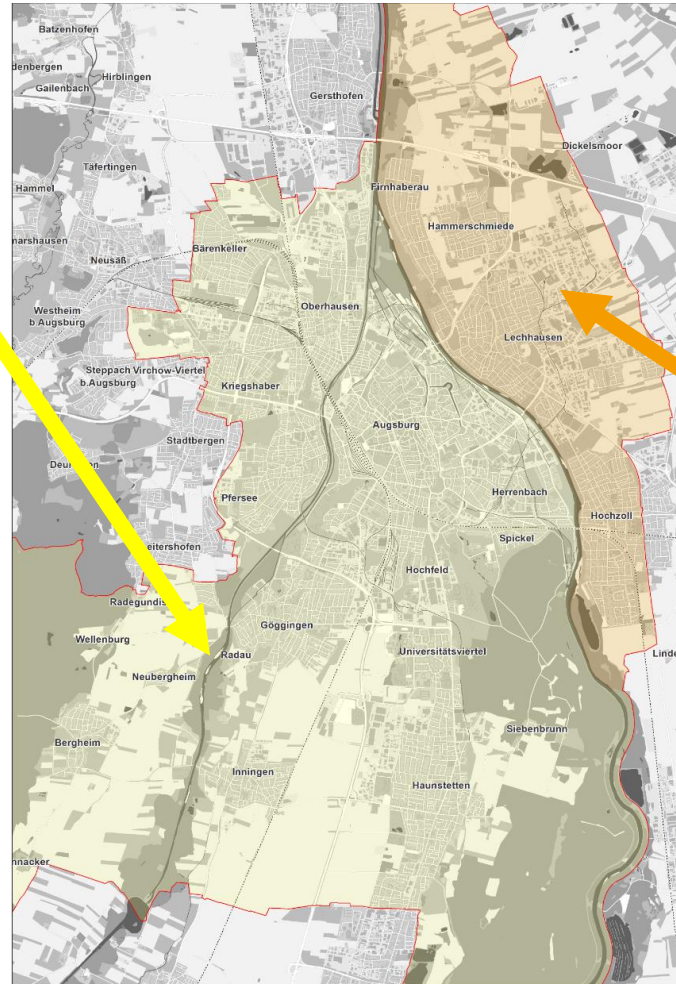 Batzenhofen
denbergen
Hirblingen
Gailenbach
Gersthofen
Dickelsmoor
Täfertingen
Hammel
Firnhaberau
Hammerschmiede
marshausen
Bärenkeller
Neusäß
Oberhausen
Westheim
b.Augsburg
Lechhausen
Steppach Virchow-Viertel
b.Augsburg
Kriegshaber
Augsburg
Stadtbergen
Herrenbach
Pfersee
Hochzoll
Spickel
eitershofen
Hochfeld
Radegundis
Göggingen
Wellenburg
Universitätsviertel
Radau
Linde
Neubergheim
Siebenbrunn
Bergheim
Inningen
Haunstetten
nnacker